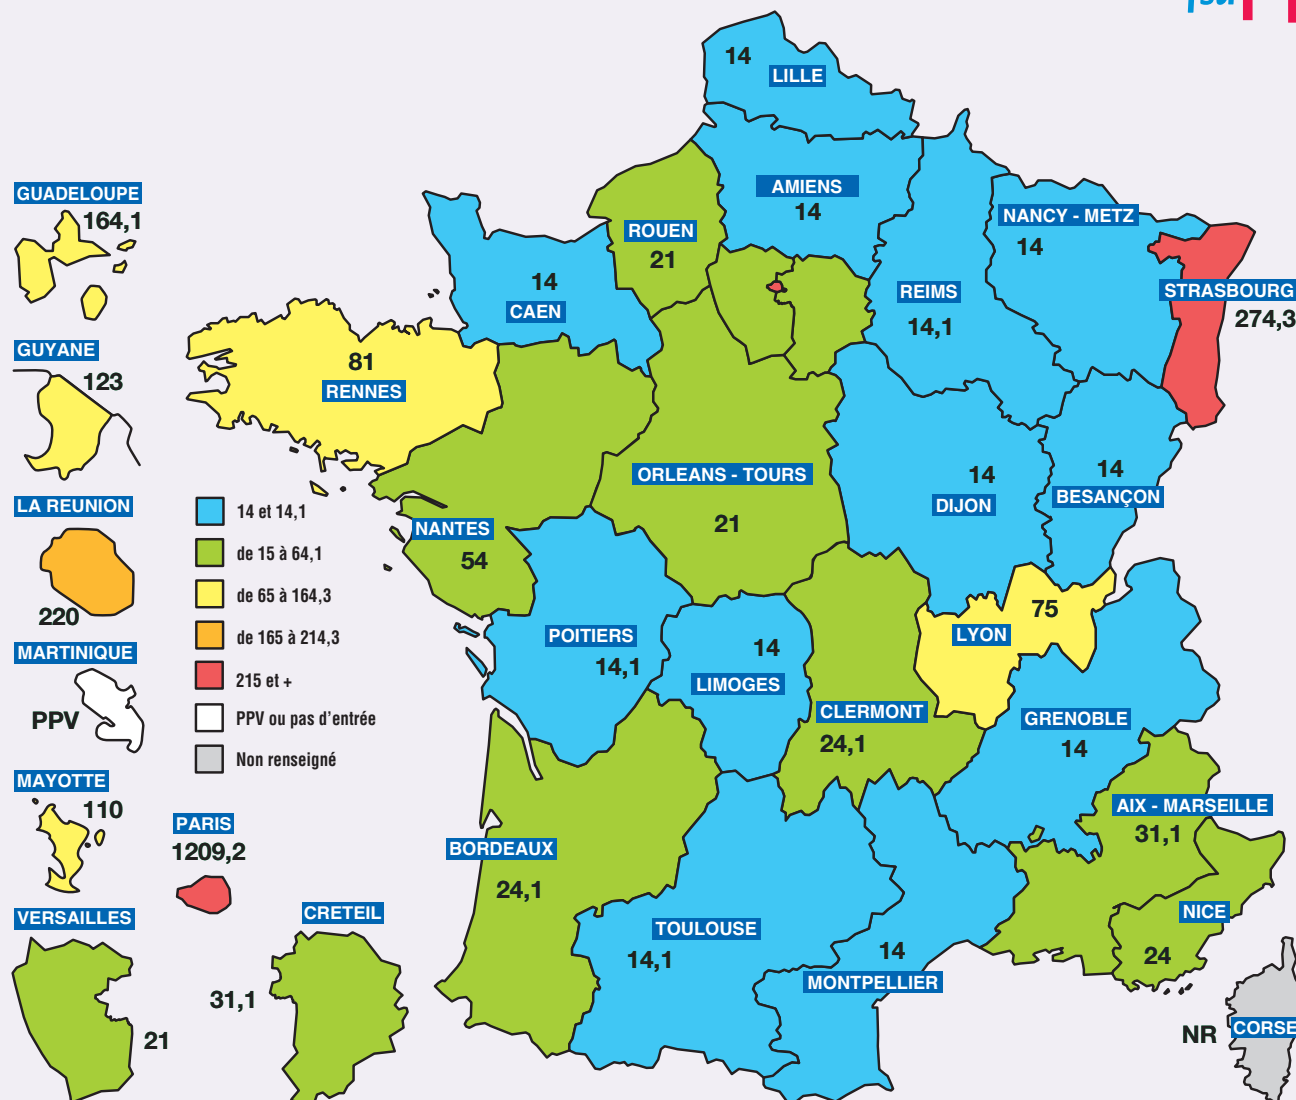 14
LILLE
AMIENS
14
GUADELOUPE
164,1
ROUEN
21
NANCY - METZ
14
14
CAEN
REIMS
14,1
STRASBOURG
274,3
GUYANE
123
81
RENNES
LA REUNION
220
ORLEANS - TOURS
21
14
DIJON
14
BESANÇON
14 et 14,1
de 15 à 64,1
de 65 à 164,3
de 165 à 214,3
215 et +
PPV ou pas d'entrée
Non renseigné
NANTES
54
75
LYON
POITIERS
14,1
14
LIMOGES
MARTINIQUE
PPV
CLERMONT
24,1
GRENOBLE
14
MAYOTTE
110
PARIS
1209,2
AIX - MARSEILLE
31,1
BORDEAUX
24,1
VERSAILLES
21
CRETEIL
31,1
TOULOUSE
14,1
14
MONTPELLIER
NICE
24
NR
CORSE